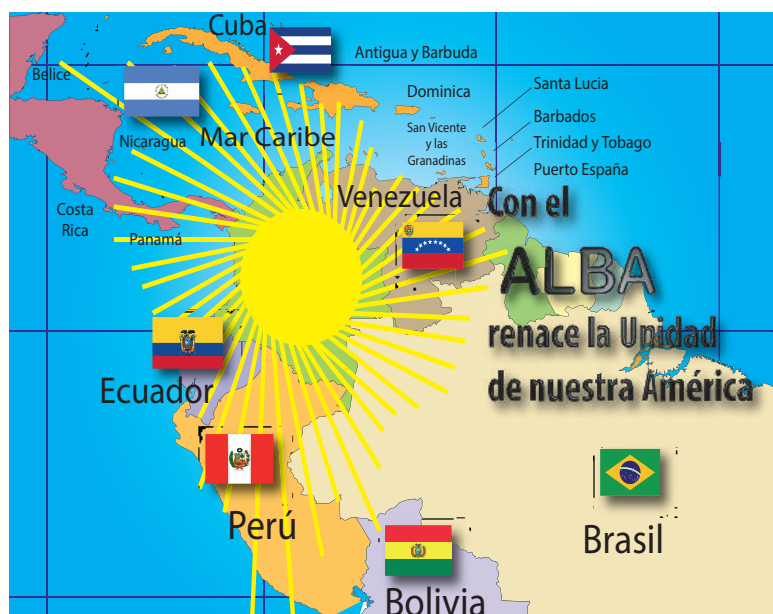 Cuba
Antigua y Barbuda
Belice
Santa Lucia
Dominica
Barbados
San Vicente
y las
Granadinas
Nicaragua
Mar Caribe
Trinidad y Tobago
Puerto España
Venezuela
Con el
ALBA
renace la Unidad
de nuestra América
Costa
Rica
Panamá
Ecuador
Perú
Brasil
Bolivia